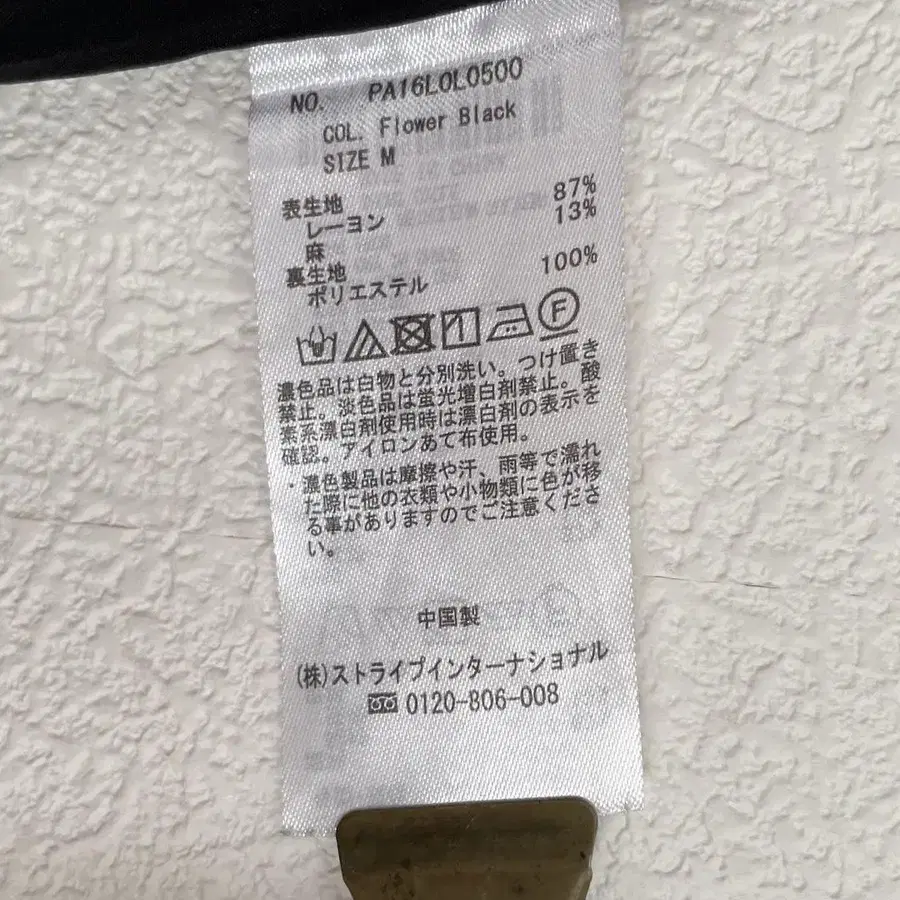 NO. PA16L0L0500
COL. Flower Black
SIZE M
表生地
レーヨン 87%
麻 13%
裏生地
ポリエステル 100%
F
濃色品は白物と分別洗い。つけ置き
禁止。淡色品は蛍光増白剤禁止。酸
素系漂白剤使用時は漂白剤の表示を
確認。アイロンあて布使用。
・濃色製品は摩擦や汗、雨等で濡れ
た際に他の衣類や小物類に色が移
る事がありますのでご注意くださ
い。
中国製
(株)ストライプインターナショナル
0120-806-008